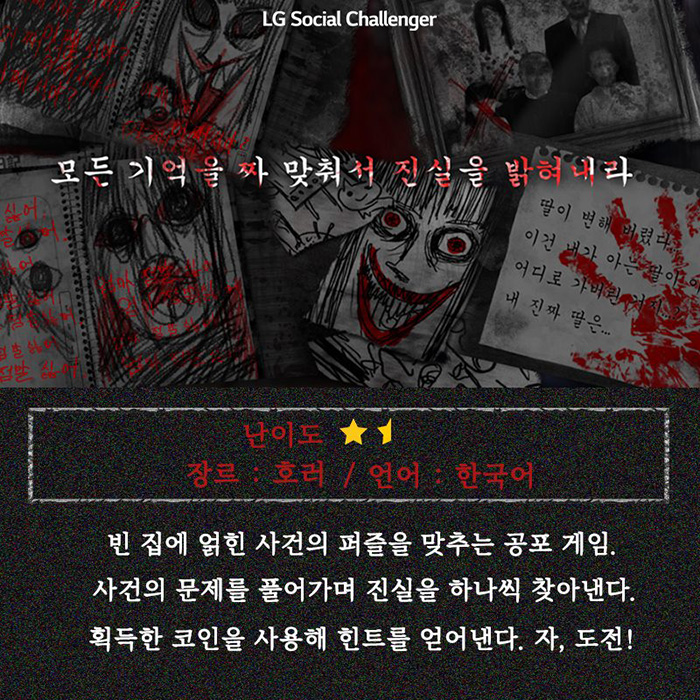 LG Social Challenger
모든 기억을 짜 맞춰서 진실을 밝혀내라
싫어.
딸이 변해 버렸다
이건 내가 아는 딸이
어디로 가버린
내 진짜 딸은...
싫어
난이도
장르 : 호러 / 언어 : 한국어
빈 집에 얽힌 사건의 퍼즐을 맞추는 공포 게임.
사건의 문제를 풀어가며 진실을 하나씩 찾아낸다.
획득한 코인을 사용해 힌트를 얻어낸다. 자, 도전!